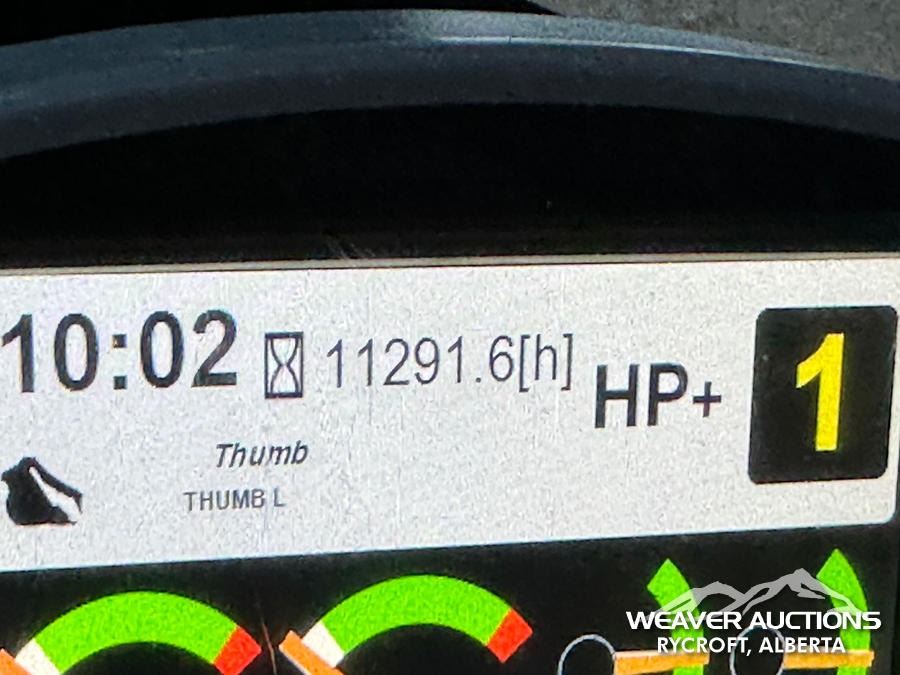 10:02 11291.6[h] HP+ 1
Thumb
THUMB L
WEAVER AUCTIONS
RYCROFT, ALBERTA